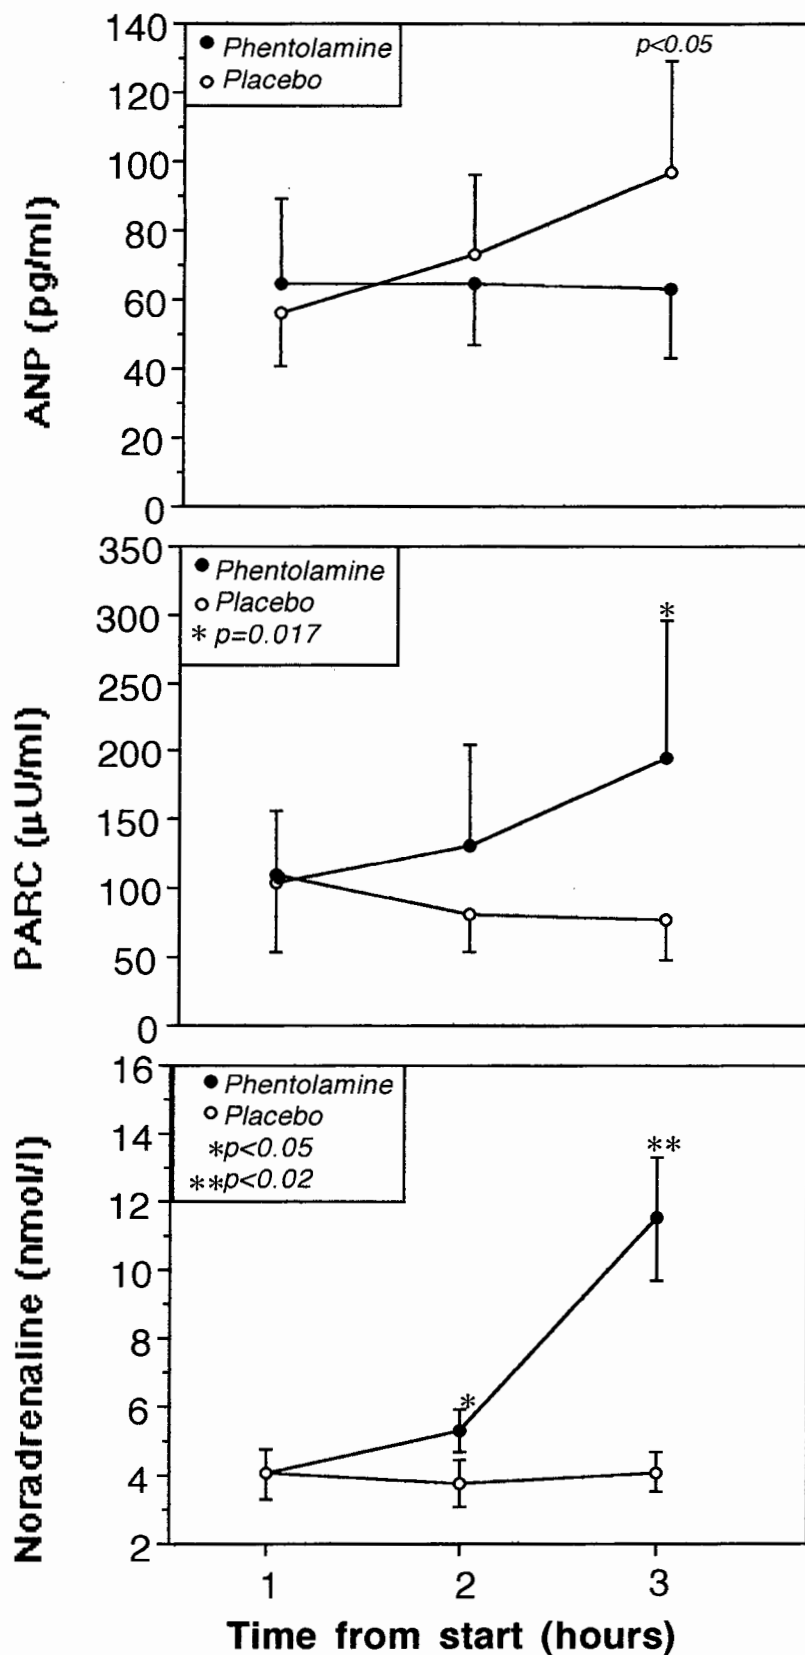 140
● Phentolamine
○ Placebo
p<0.05
120
100
80
60
40
20
0
ANP (pg/ml)
350
● Phentolamine
○ Placebo
* p=0.017
*
300
250
200
150
100
50
0
PARC (µU/ml)
16
● Phentolamine
○ Placebo
*p<0.05
**p<0.02
**
14
12
10
8
6
*
4
2
Noradrenaline (nmol/l)
1 2 3
Time from start (hours)